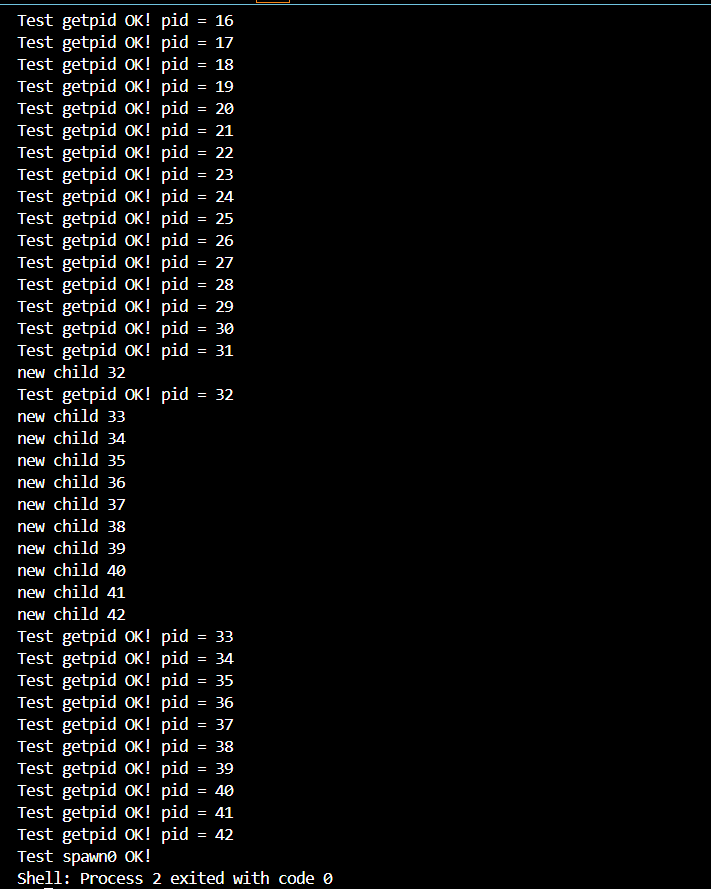 Test getpid OK! pid = 16
Test getpid OK! pid = 17
Test getpid OK! pid = 18
Test getpid OK! pid = 19
Test getpid OK! pid = 20
Test getpid OK! pid = 21
Test getpid OK! pid = 22
Test getpid OK! pid = 23
Test getpid OK! pid = 24
Test getpid OK! pid = 25
Test getpid OK! pid = 26
Test getpid OK! pid = 27
Test getpid OK! pid = 28
Test getpid OK! pid = 29
Test getpid OK! pid = 30
Test getpid OK! pid = 31
new child 32
Test getpid OK! pid = 32
new child 33
new child 34
new child 35
new child 36
new child 37
new child 38
new child 39
new child 40
new child 41
new child 42
Test getpid OK! pid = 33
Test getpid OK! pid = 34
Test getpid OK! pid = 35
Test getpid OK! pid = 36
Test getpid OK! pid = 37
Test getpid OK! pid = 38
Test getpid OK! pid = 39
Test getpid OK! pid = 40
Test getpid OK! pid = 41
Test getpid OK! pid = 42
Test spawn0 OK!
Shell: Process 2 exited with code 0